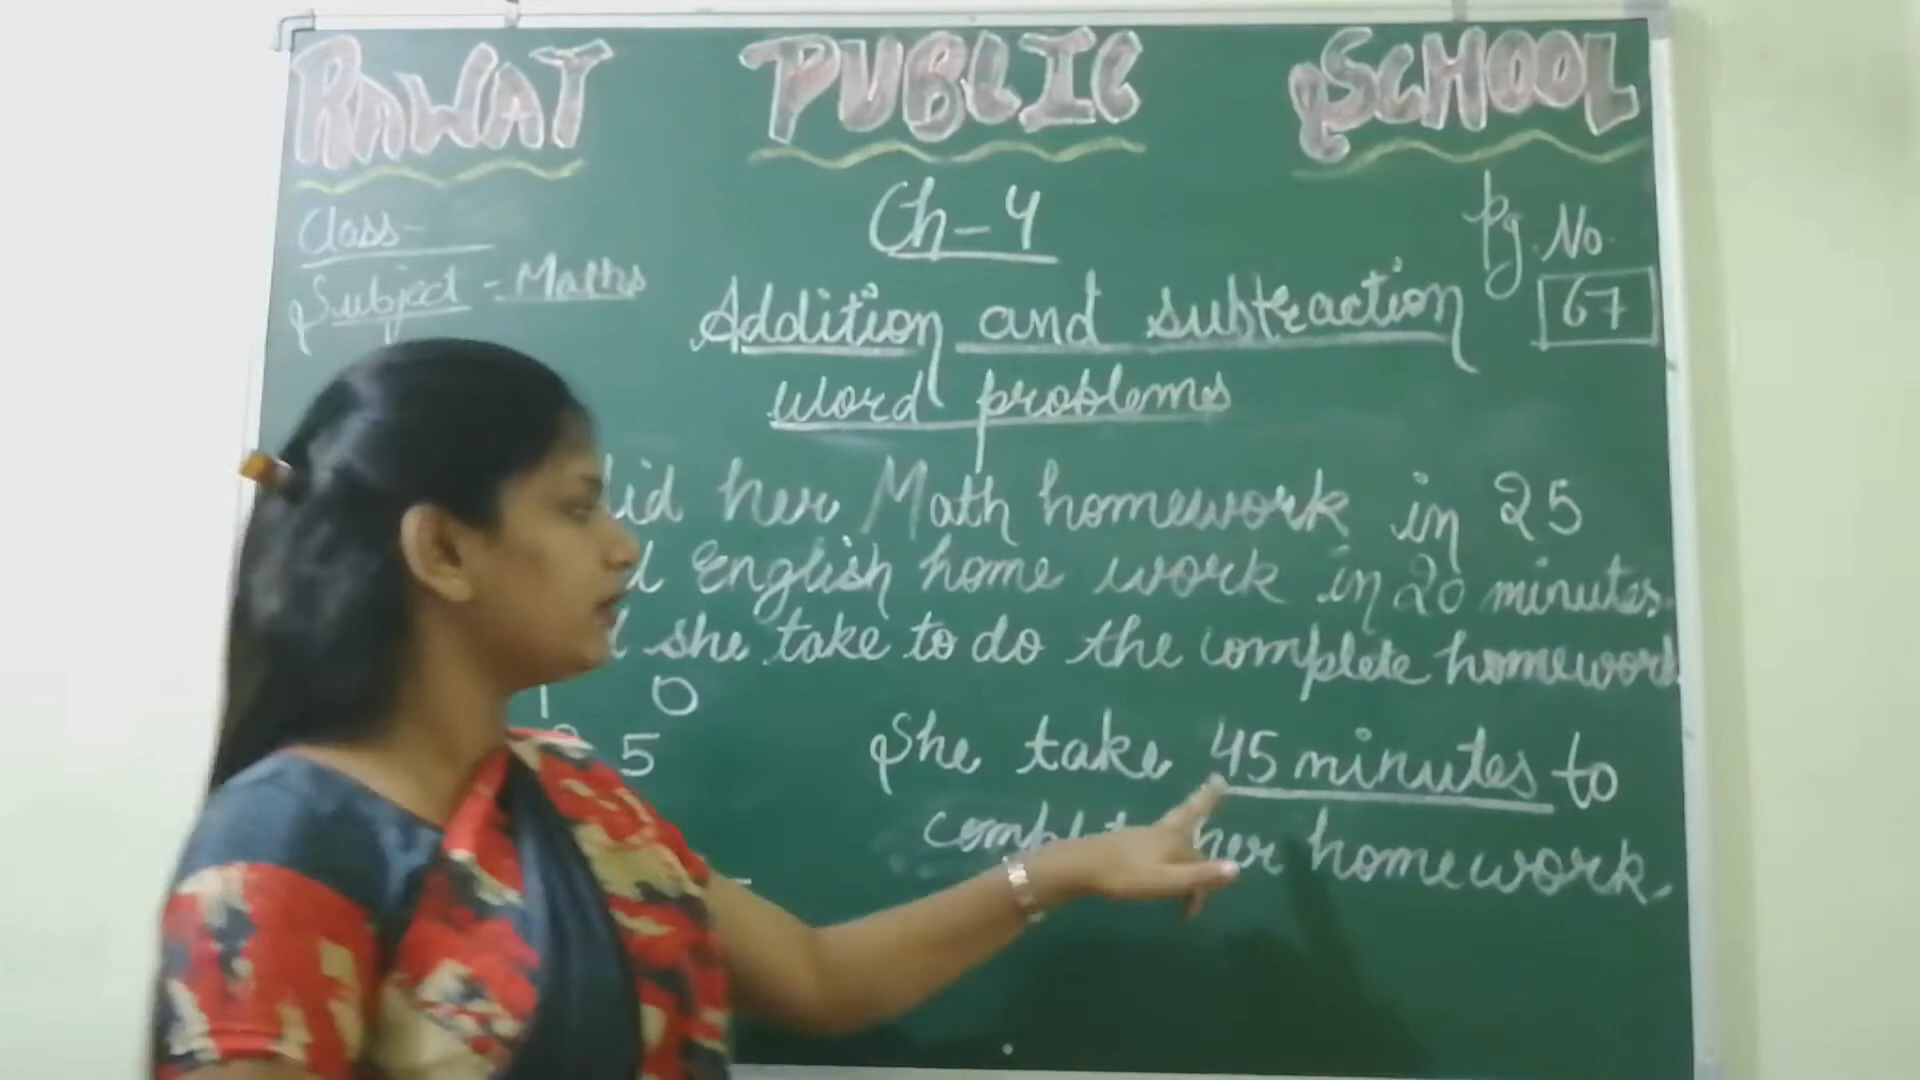 RAWAT PUBLIC SCHOOL
Class-
Subject - Maths
Ch-4
Pg. No.
67
Addition and subtraction
word problems
her Math homework in 25
English home work in 20 minutes.
she take to do the complete homework
1 0
5
She take 45 minutes to
her homework.